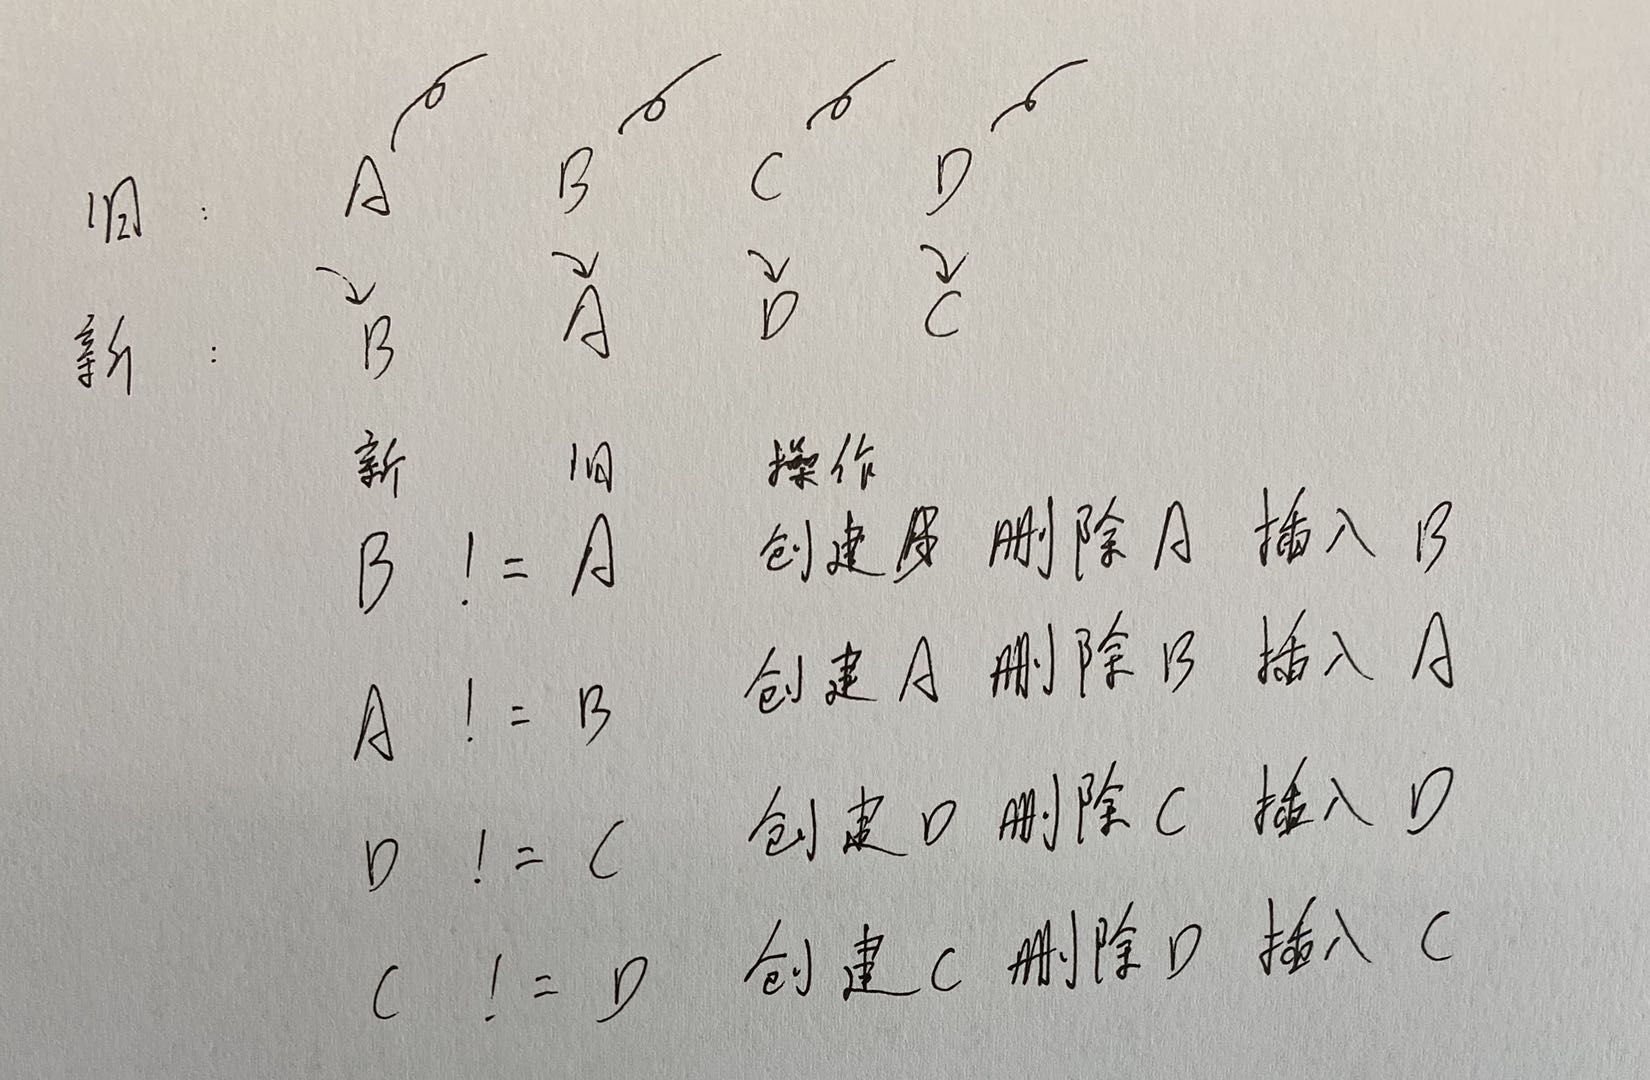 旧: A B C D
新: B A D C
新 旧 操作
B != A 创建B 删除A 插入B
A != B 创建A 删除B 插入A
D != C 创建D 删除C 插入D
C != D 创建C 删除D 插入C